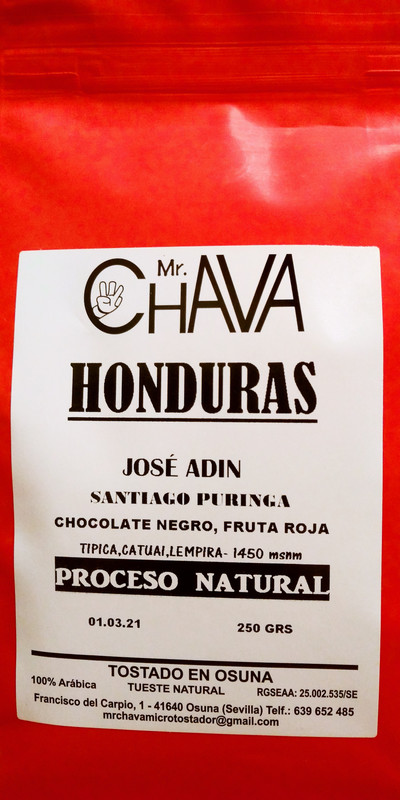 Mr.
CHAVA
HONDURAS
JOSÉ ADIN
SANTIAGO PURINGA
CHOCOLATE NEGRO, FRUTA ROJA
TIPICA,CATUAI,LEMPIRA- 1450 msnm
PROCESO NATURAL
01.03.21 250 GRS
TOSTADO EN OSUNA
100% Arábica TUESTE NATURAL RGSEAA: 25.002.535/SE
Francisco del Carpio, 1 - 41640 Osuna (Sevilla) Telf.: 639 652 485
mrchavamicrotostador@gmail.com